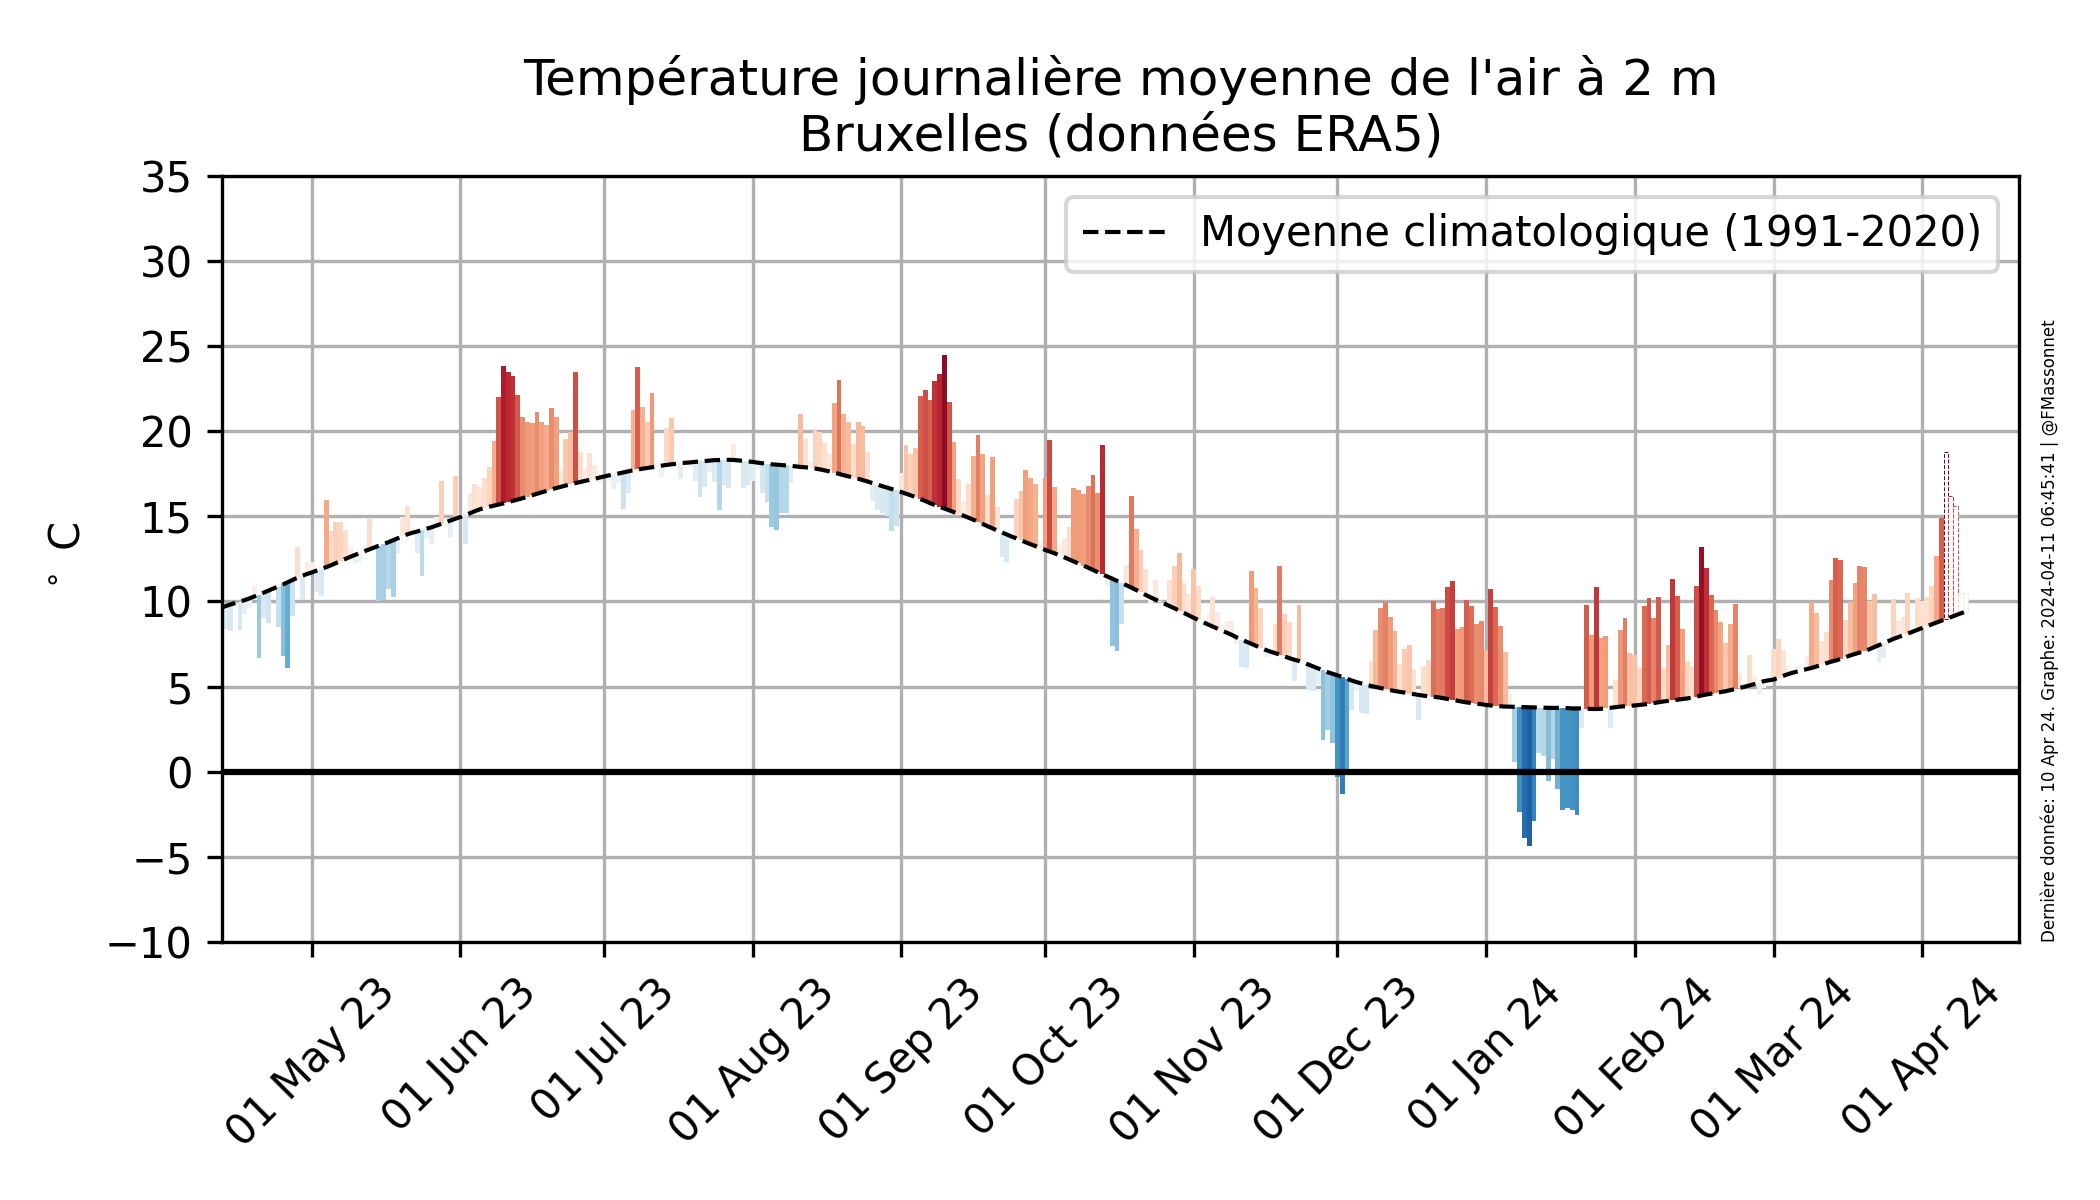 Température journalière moyenne de l'air à 2 m
Bruxelles (données ERA5)
Moyenne climatologique (1991-2020)
° C
35
30
25
20
15
10
5
0
−5
−10
01 May 23
01 Jun 23
01 Jul 23
01 Aug 23
01 Sep 23
01 Oct 23
01 Nov 23
01 Dec 23
01 Jan 24
01 Feb 24
01 Mar 24
01 Apr 24
Dernière donnée: 10 Apr 24. Graphe: 2024-04-11 06:45:41 | @FMassonnet